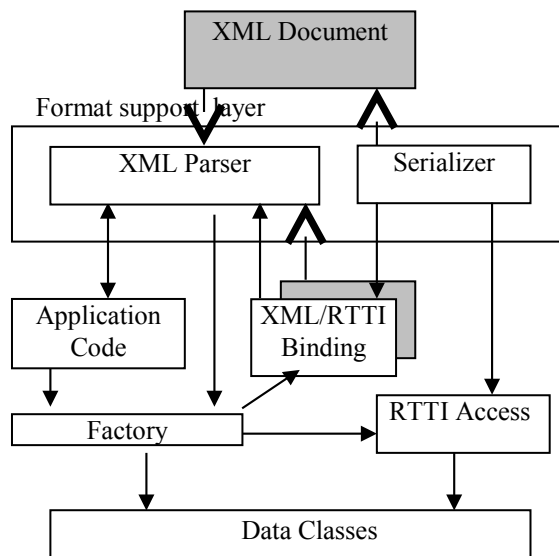 XML Document
Format support layer
XML Parser
Serializer
Application
Code
XML/RTTI
Binding
Factory
RTTI Access
Data Classes